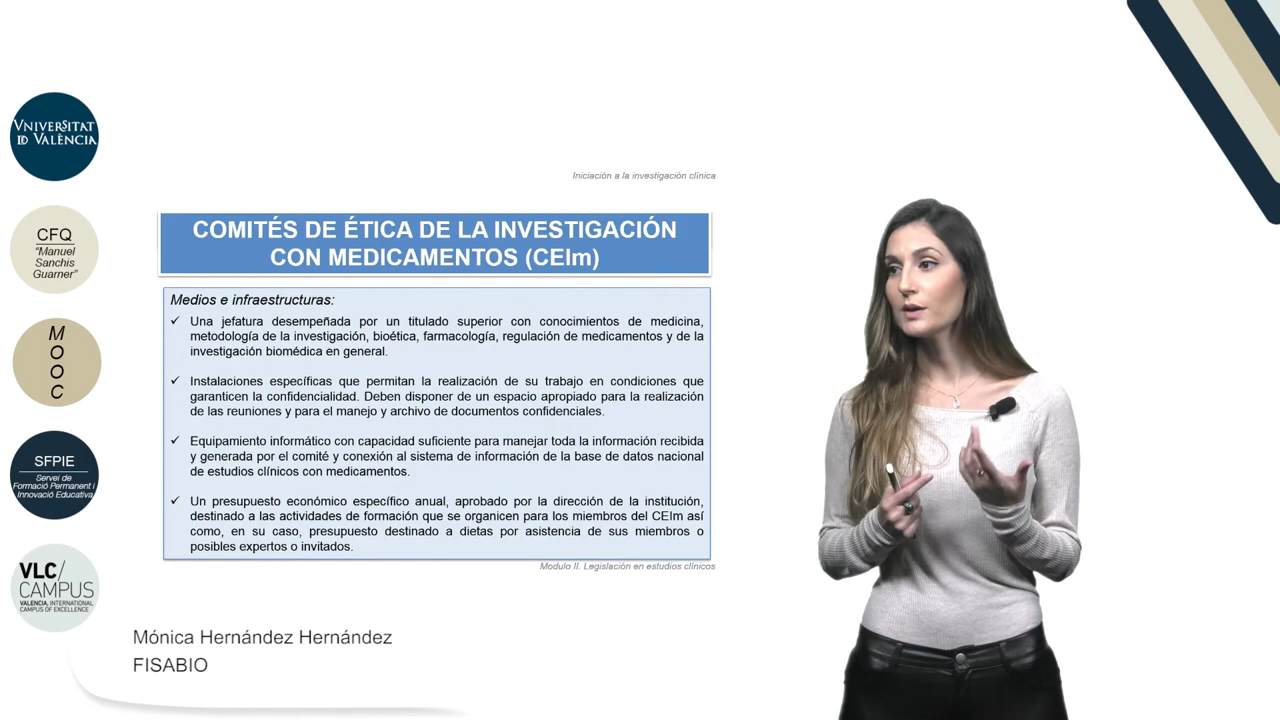 VNIVERSITAT
ID VALÈNCIA
CFQ
"Manuel
Sanchis
Guarner"
M
O
O
C
SFPIE
Servei de
Formació Permanent i
Innovació Educativa
VLC/
CAMPUS
VALENCIA, INTERNATIONAL
CAMPUS OF EXCELLENCE
Iniciación a la investigación clínica
COMITÉS DE ÉTICA DE LA INVESTIGACIÓN
CON MEDICAMENTOS (CEIm)
Medios e infraestructuras:
✓ Una jefatura desempeñada por un titulado superior con conocimientos de medicina,
metodología de la investigación, bioética, farmacología, regulación de medicamentos y de la
investigación biomédica en general.
✓ Instalaciones específicas que permitan la realización de su trabajo en condiciones que
garanticen la confidencialidad. Deben disponer de un espacio apropiado para la realización
de las reuniones y para el manejo y archivo de documentos confidenciales.
✓ Equipamiento informático con capacidad suficiente para manejar toda la información recibida
y generada por el comité y conexión al sistema de información de la base de datos nacional
de estudios clínicos con medicamentos.
✓ Un presupuesto económico específico anual, aprobado por la dirección de la institución,
destinado a las actividades de formación que se organicen para los miembros del CEIm así
como, en su caso, presupuesto destinado a dietas por asistencia de sus miembros o
posibles expertos o invitados.
Modulo II. Legislación en estudios clínicos
Mónica Hernández Hernández
FISABIO